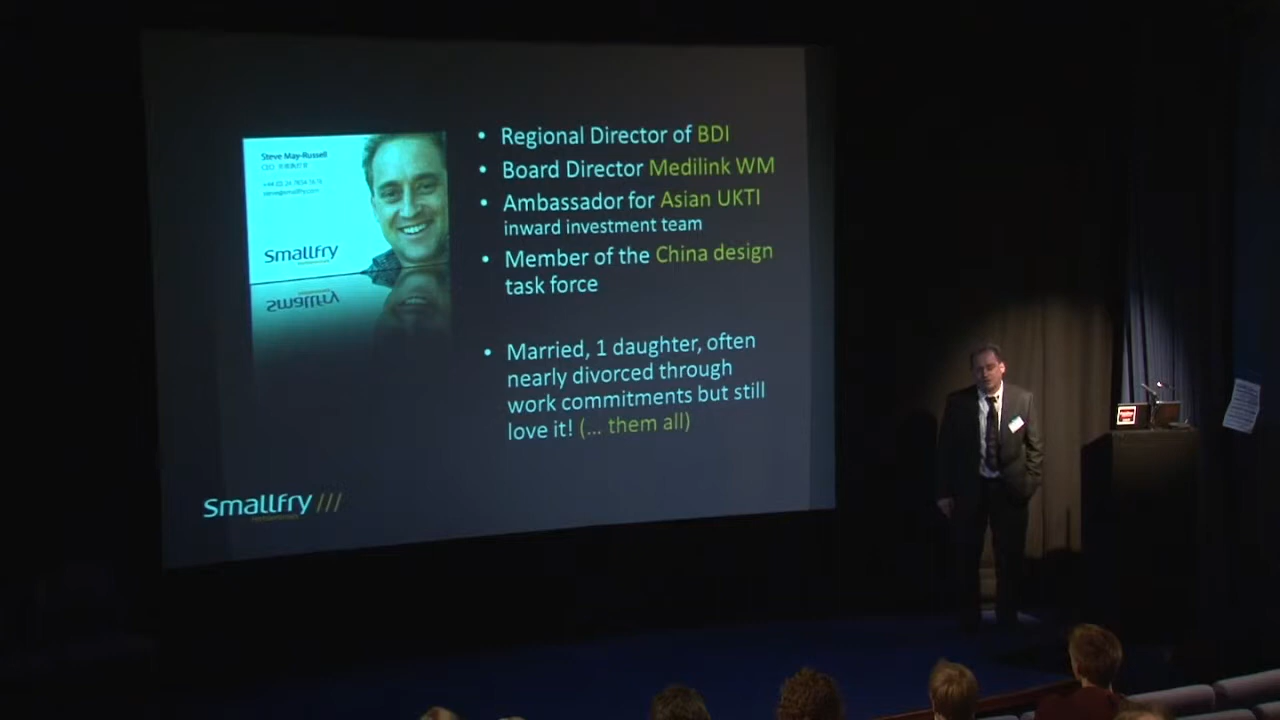 Steve May-Russell
CEO
Smallfry
• Regional Director of BDI
• Board Director Medilink WM
• Ambassador for Asian UKTI
inward investment team
• Member of the China design
task force
• Married, 1 daughter, often
nearly divorced through
work commitments but still
love it! (... them all)
Smallfry ///